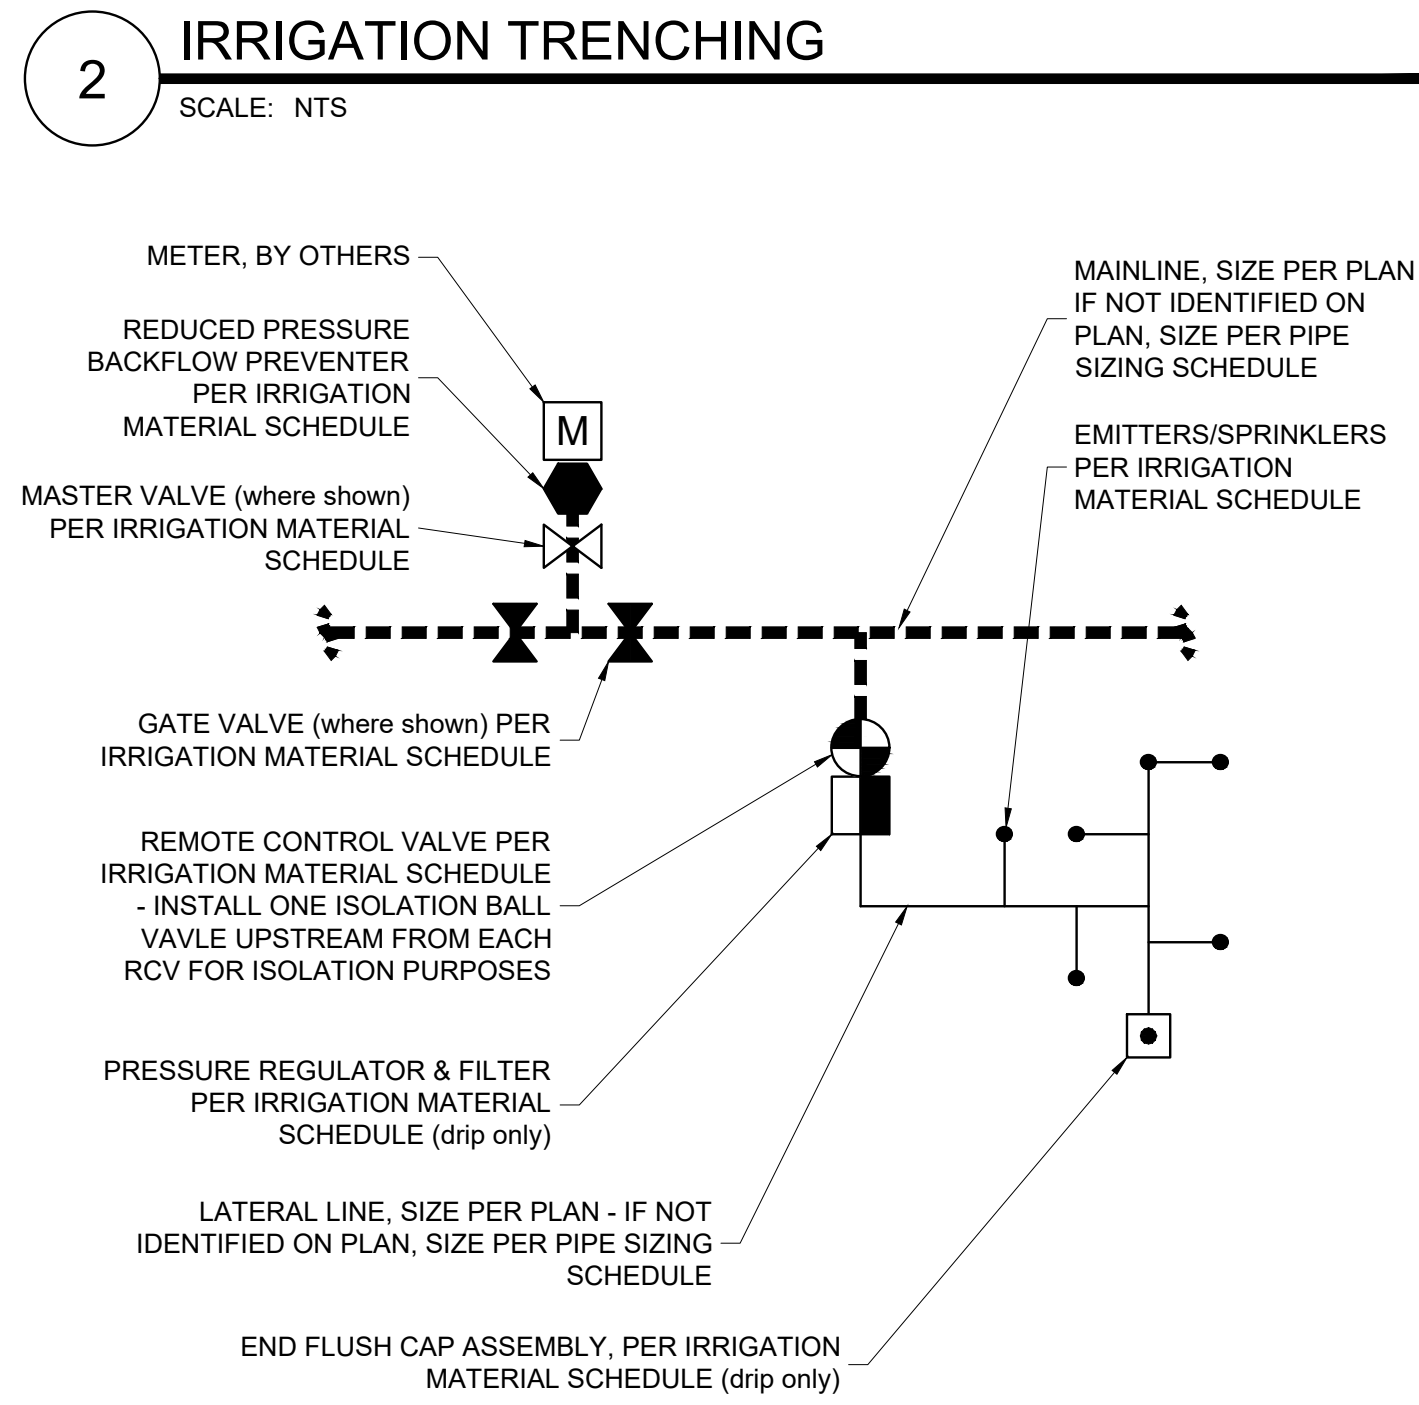 2
IRRIGATION TRENCHING
SCALE: NTS
METER, BY OTHERS
REDUCED PRESSURE
BACKFLOW PREVENTER
PER IRRIGATION
MATERIAL SCHEDULE
MASTER VALVE (where shown)
PER IRRIGATION MATERIAL
SCHEDULE
M
MAINLINE, SIZE PER PLAN
IF NOT IDENTIFIED ON
PLAN, SIZE PER PIPE
SIZING SCHEDULE
EMITTERS/SPRINKLERS
PER IRRIGATION
MATERIAL SCHEDULE
GATE VALVE (where shown) PER
IRRIGATION MATERIAL SCHEDULE
REMOTE CONTROL VALVE PER
IRRIGATION MATERIAL SCHEDULE
- INSTALL ONE ISOLATION BALL
VAVLE UPSTREAM FROM EACH
RCV FOR ISOLATION PURPOSES
PRESSURE REGULATOR & FILTER
PER IRRIGATION MATERIAL
SCHEDULE (drip only)
LATERAL LINE, SIZE PER PLAN - IF NOT
IDENTIFIED ON PLAN, SIZE PER PIPE SIZING
SCHEDULE
END FLUSH CAP ASSEMBLY, PER IRRIGATION
MATERIAL SCHEDULE (drip only)